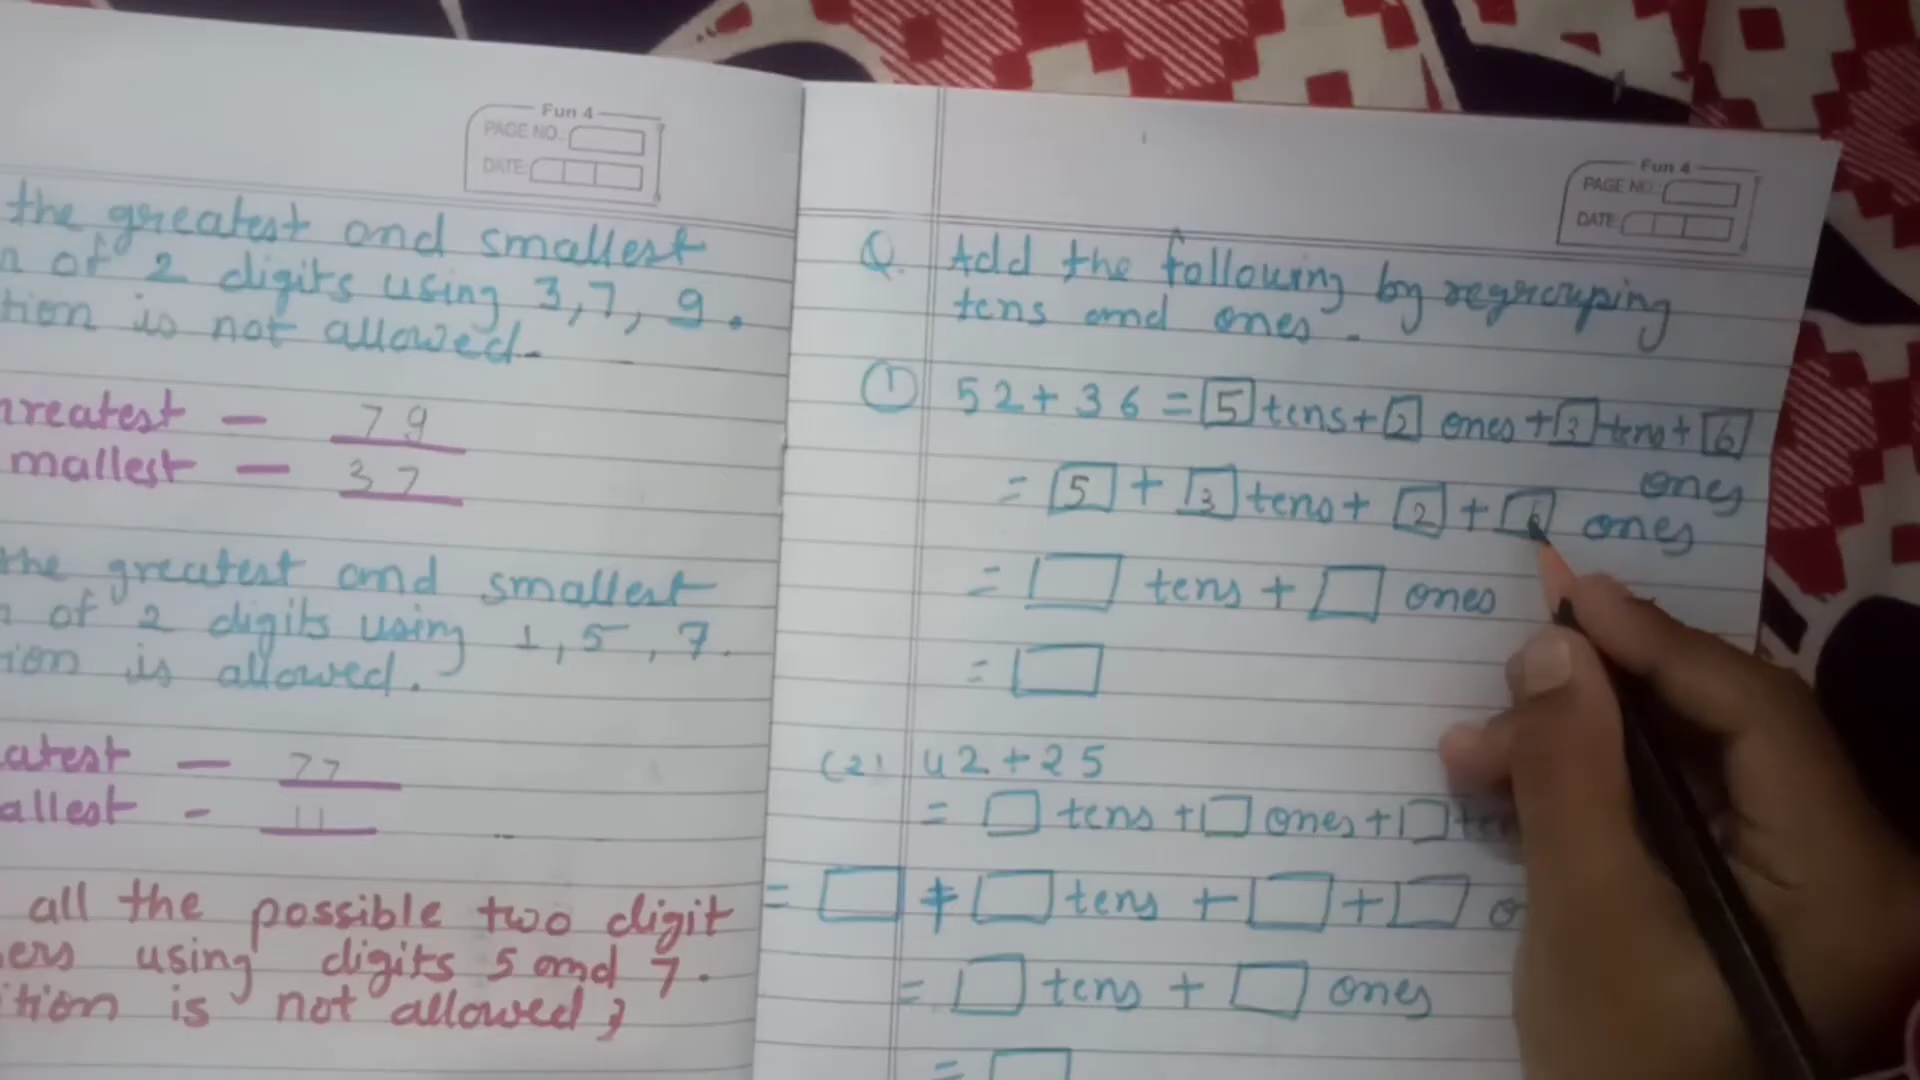 Fun 4
PAGE NO.
DATE
the greatest and smallest
of 2 digits using 3, 7, 9.
tion is not allowed.
reatest - 79
mallest - 37
the greatest and smallest
of 2 digits using 1, 5, 7.
ion is allowed.
atest - 77
allest - 11
all the possible two digit
ers using digits 5 and 7.
ition is not allowed,
Fun 4
PAGE NO.
DATE
Q. Add the following by regrouping
tens and ones.
① 52 + 36 = 5 tens + 2 ones + 3 tens + 6
ones
= 5 + 3 tens + 2 + ones
= tens + ones
=
(2) 42 + 25
= tens + ones +
= + tens + +
= tens + ones
=